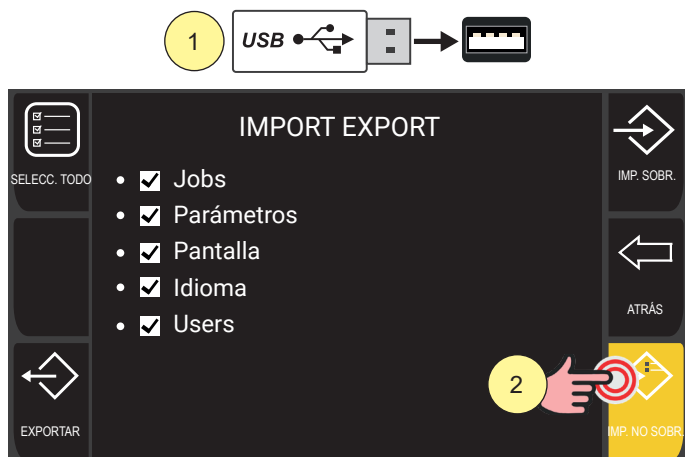 1
USB
IMPORT EXPORT
SELECC. TODO
Jobs
Parámetros
Pantalla
Idioma
Users
IMP. SOBR.
ATRÁS
2
EXPORTAR
IMP. NO SOBR.